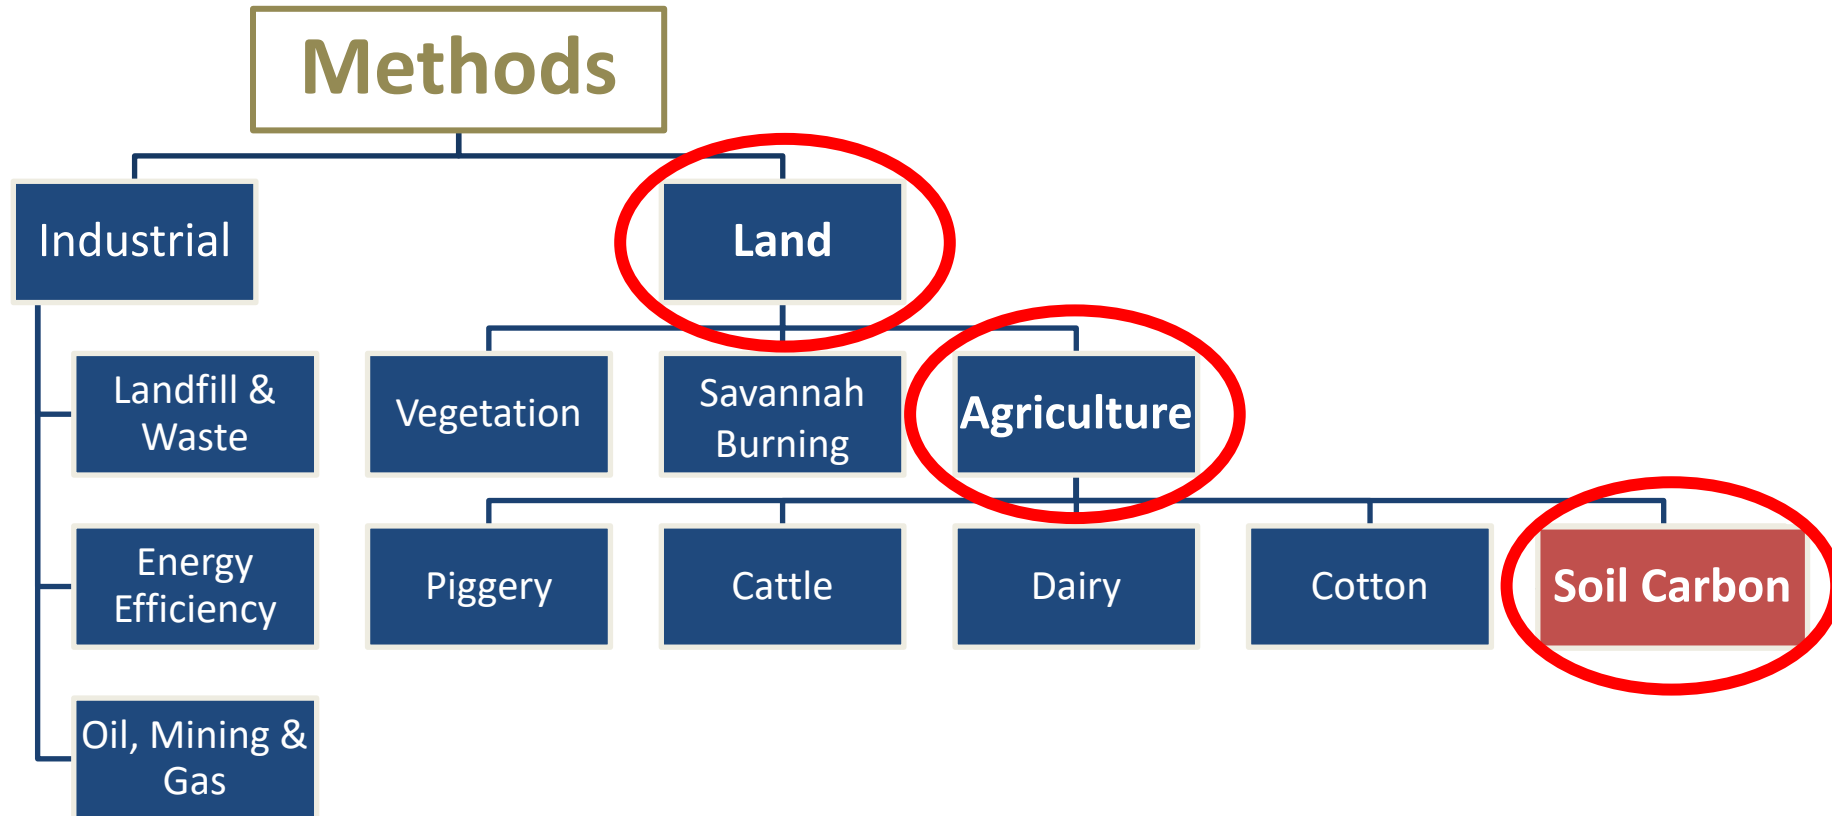 Methods
Industrial
Land
Landfill &
Waste
Vegetation
Savannah
Burning
Agriculture
Energy
Efficiency
Piggery
Cattle
Dairy
Cotton
Soil Carbon
Oil, Mining &
Gas